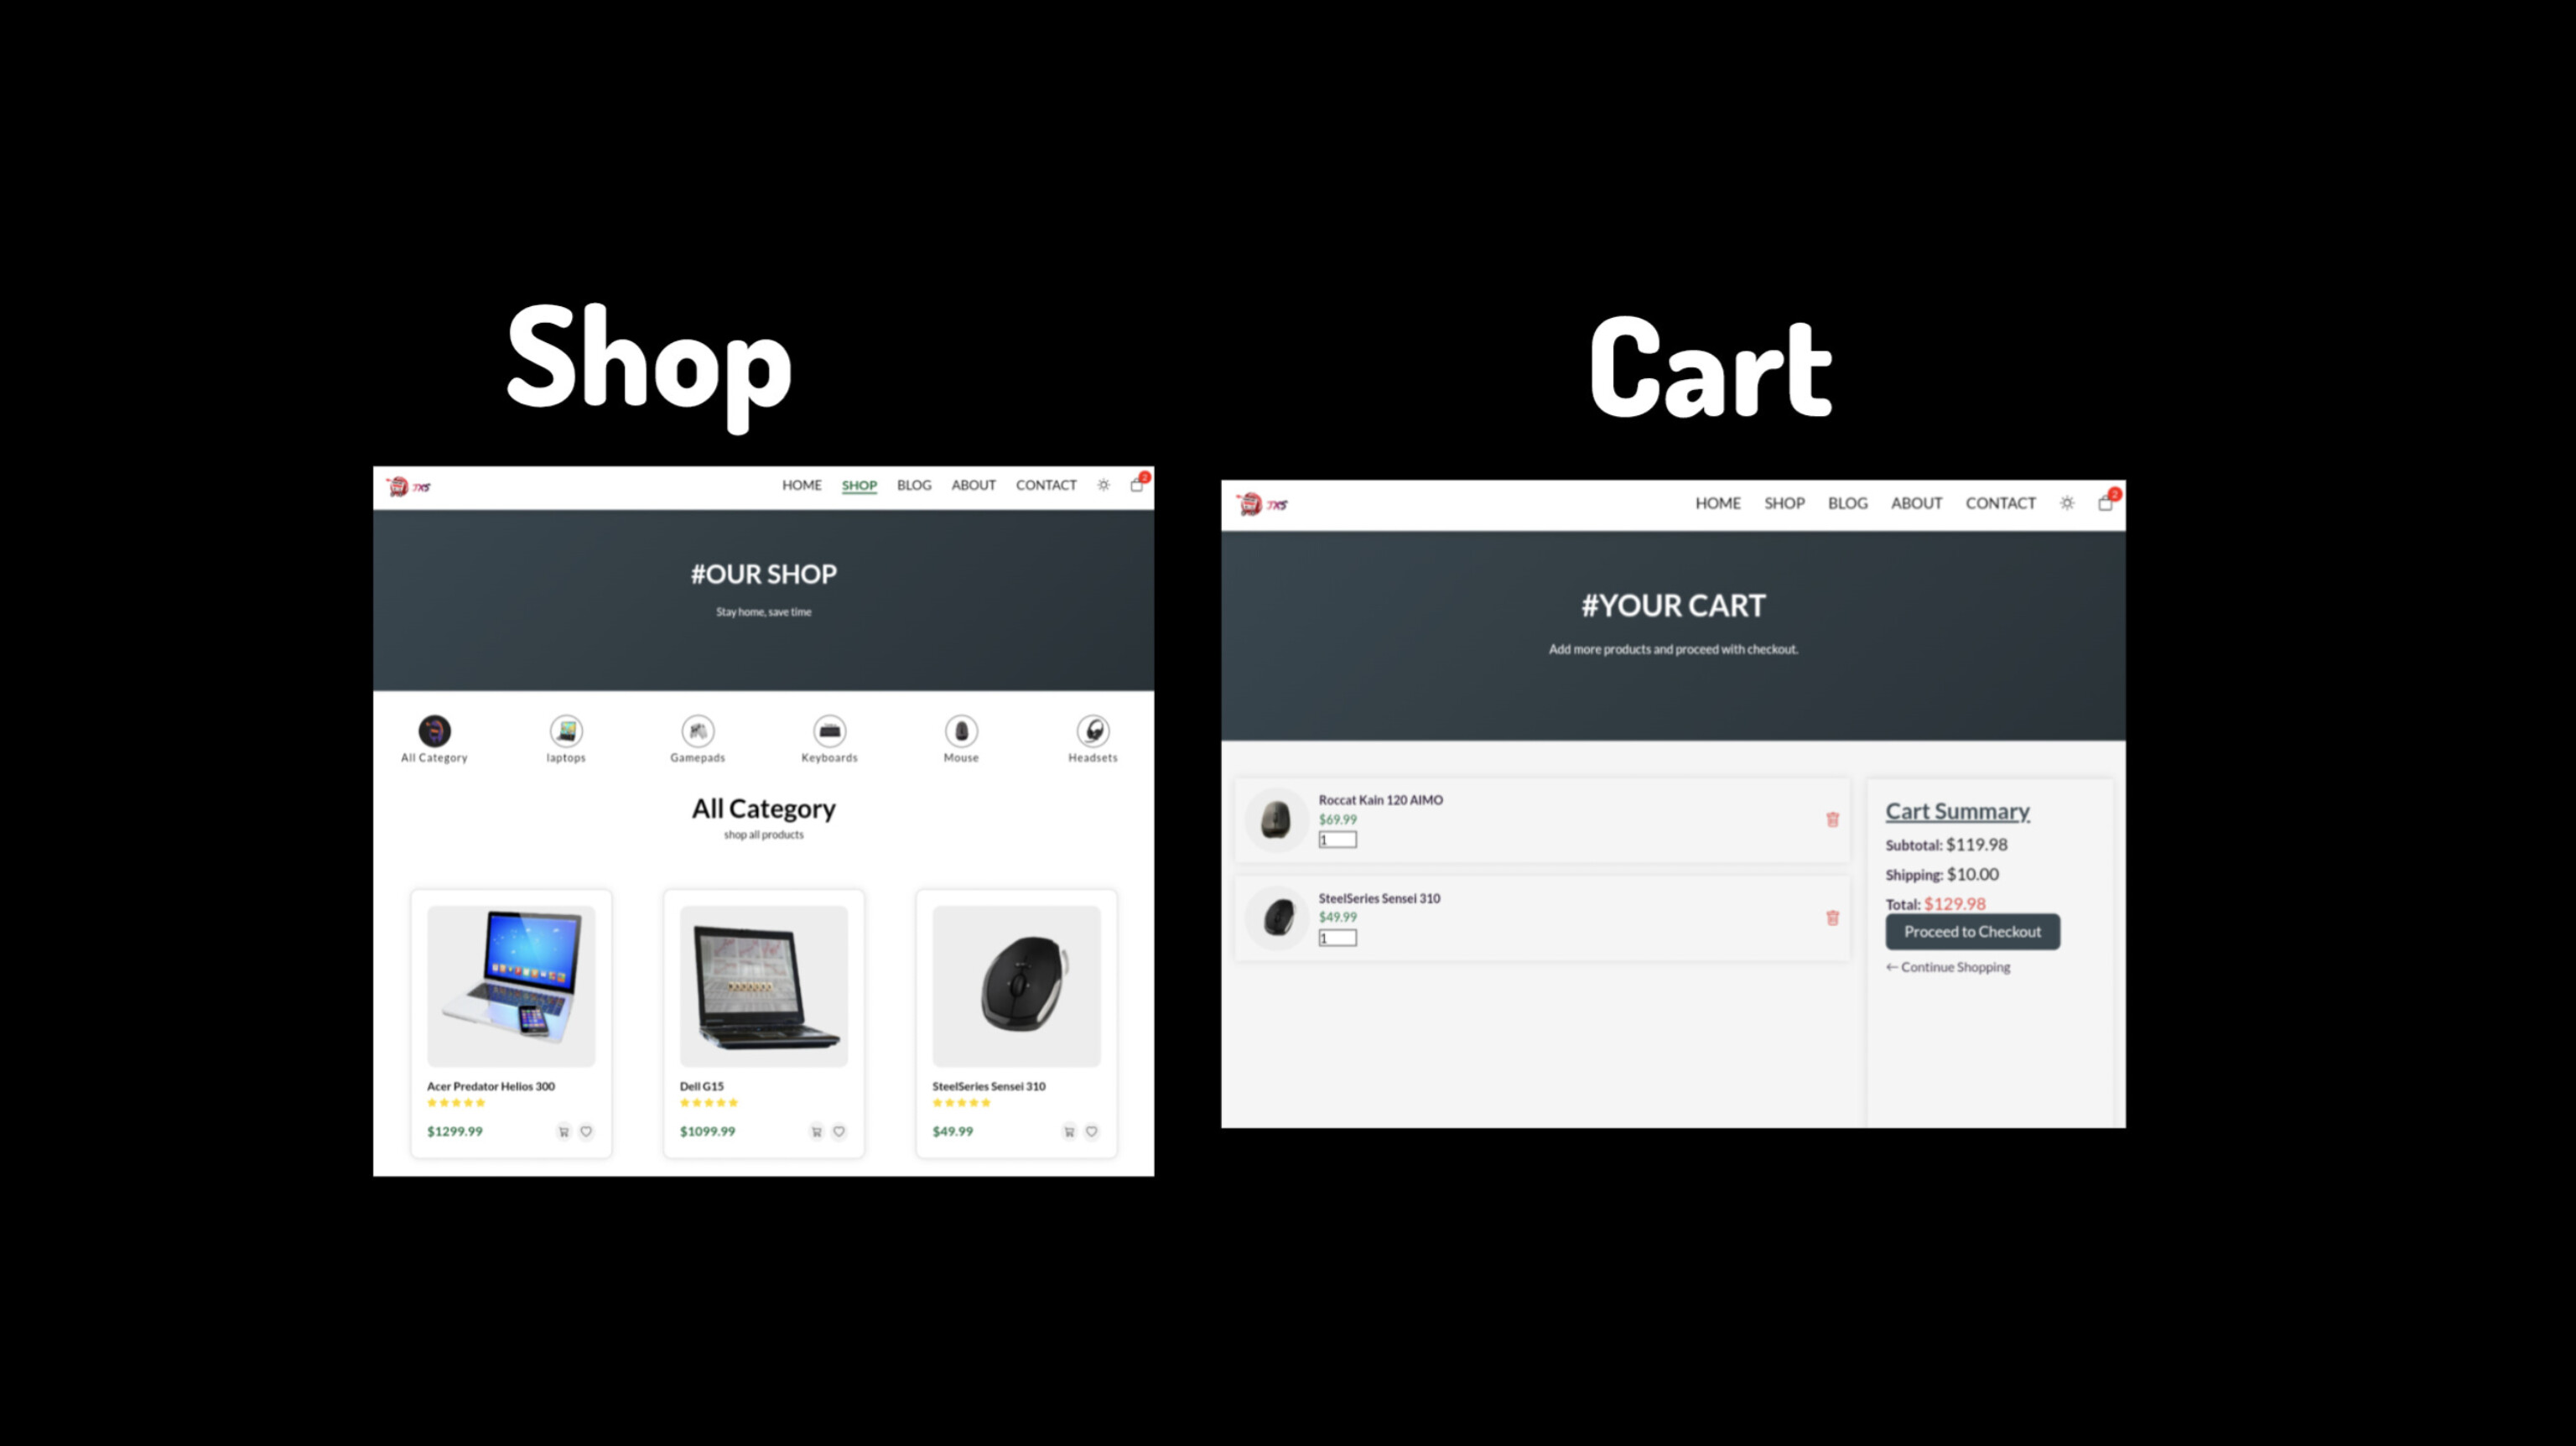 Shop
Cart
JXS
HOME SHOP BLOG ABOUT CONTACT 2
#OUR SHOP
Stay home, save time
All Category laptops Gamepads Keyboards Mouse Headsets
All Category
shop all products
Acer Predator Helios 300
$1299.99
Dell G15
$1099.99
SteelSeries Sensei 310
$49.99
JXS
HOME SHOP BLOG ABOUT CONTACT 2
#YOUR CART
Add more products and proceed with checkout.
Roccat Kain 120 AIMO
$69.99
1
SteelSeries Sensei 310
$49.99
1
Cart Summary
Subtotal: $119.98
Shipping: $10.00
Total: $129.98
Proceed to Checkout
← Continue Shopping